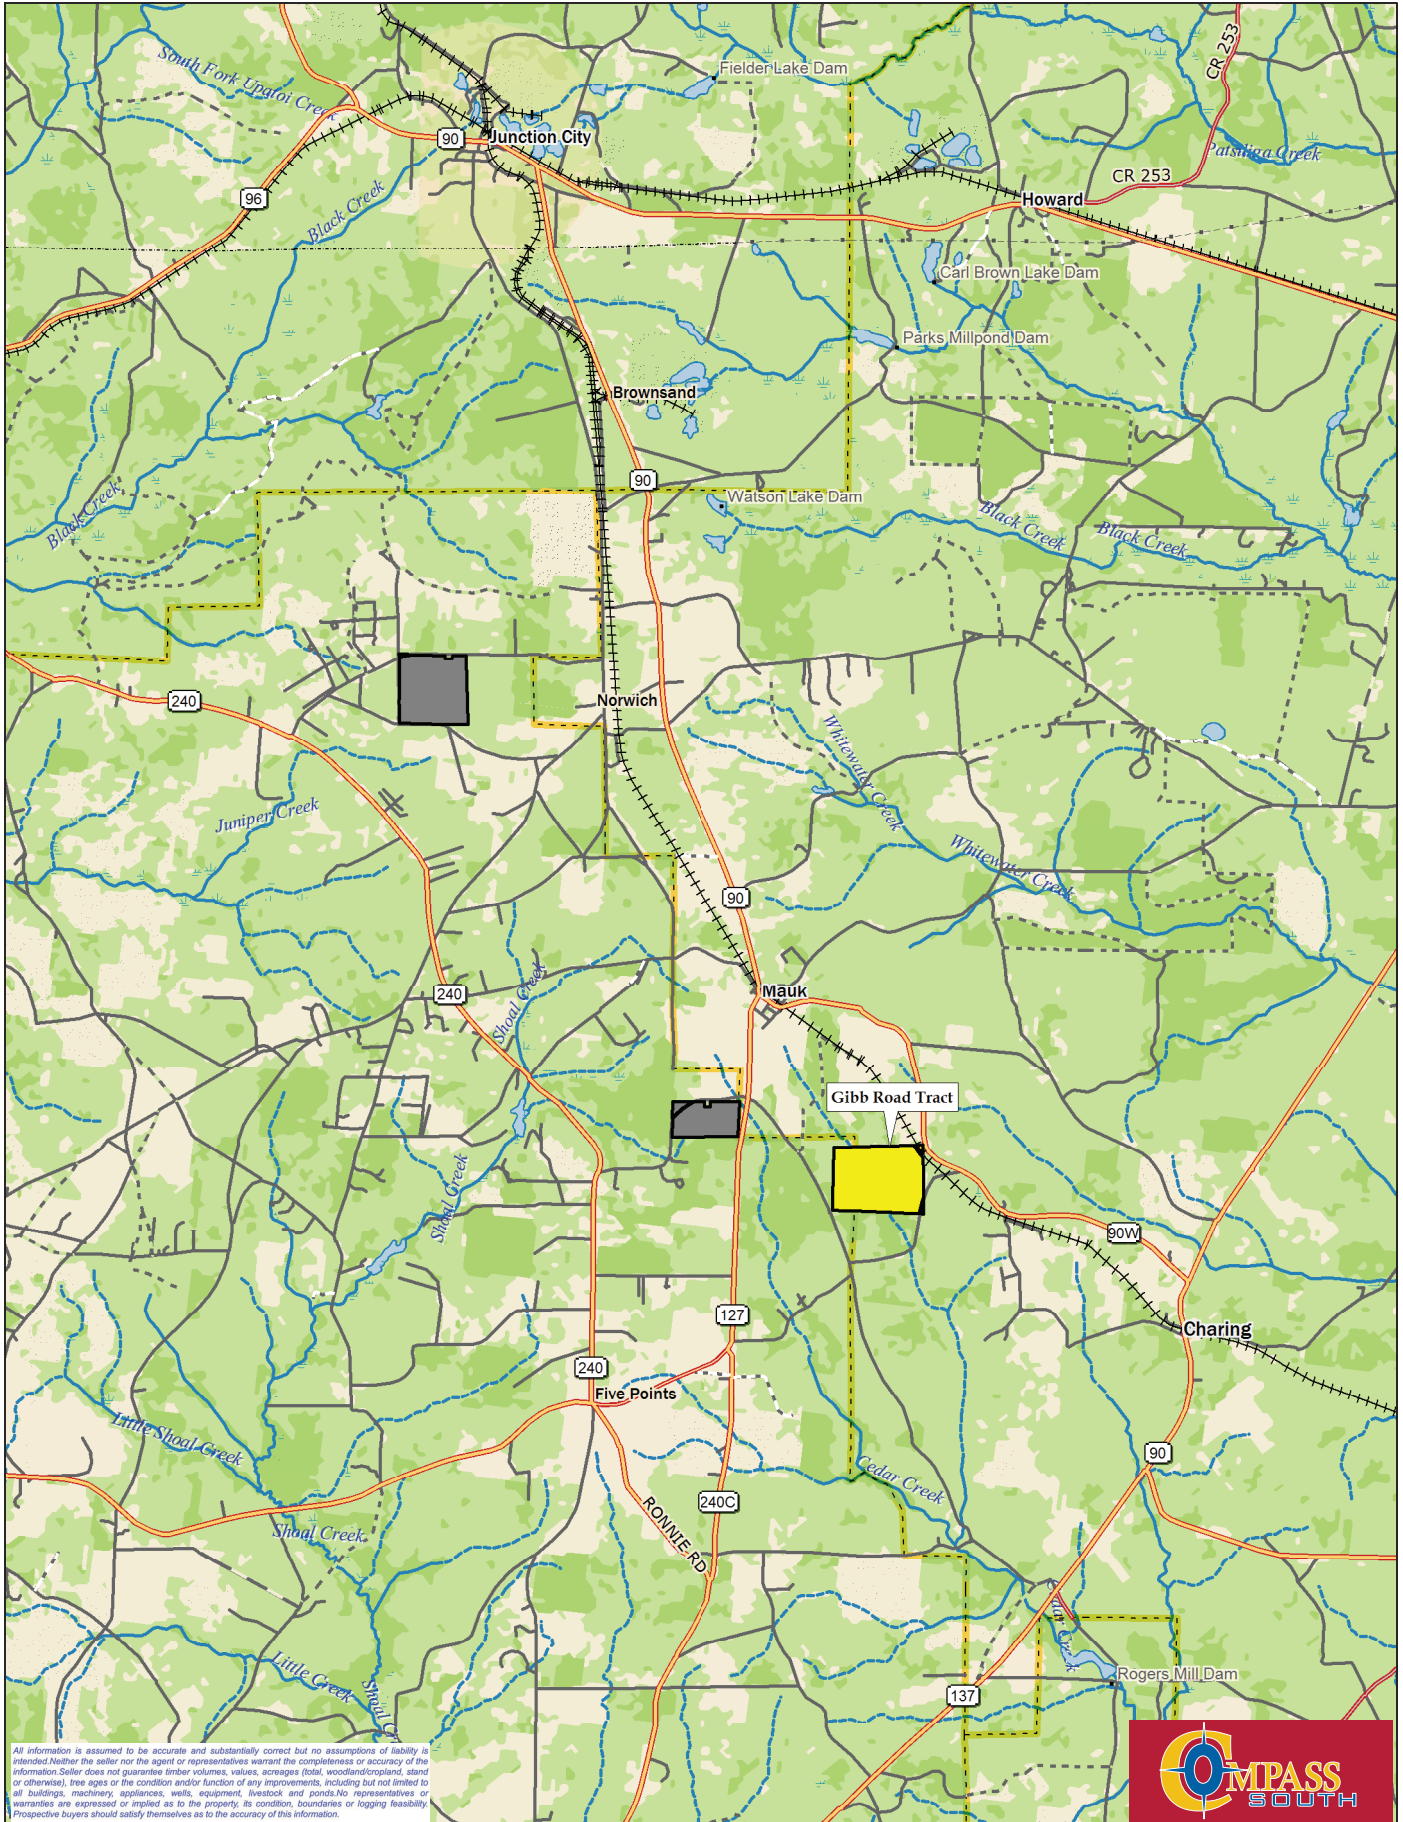 Fielder Lake Dam
CR 253
South Fork Upatoi Creek
90
Junction City
Patsiliga Creek
CR 253
96
Howard
Black Creek
Carl Brown Lake Dam
Parks Millpond Dam
Brownsand
90
Watson Lake Dam
Black Creek
Black Creek
Black Creek
240
Norwich
Whitewater Creek
Juniper Creek
Whitewater Creek
90
240
Mauk
Shoal Creek
Gibb Road Tract
Shoal Creek
90W
127
Charing
240
Five Points
Little Shoal Creek
90
Cedar Creek
240C
RONNIE RD
Shoal Creek
Cedar Creek
Little Creek
Rogers Mill Dam
Shoal Cr
137
All information is assumed to be accurate and substantially correct but no assumptions of liability is
intended.Neither the seller nor the agent or representatives warrant the completeness or accuracy of the
information.Seller does not guarantee timber volumes, values, acreages (total, woodland/cropland, stand
or otherwise), tree ages or the condition and/or function of any improvements, including but not limited to
all buildings, machinery, appliances, wells, equipment, livestock and ponds.No representatives or
warranties are expressed or implied as to the property, its condition, boundaries or logging feasibility.
Prospective buyers should satisfy themselves as to the accuracy of this information.
COMPASS
SOUTH